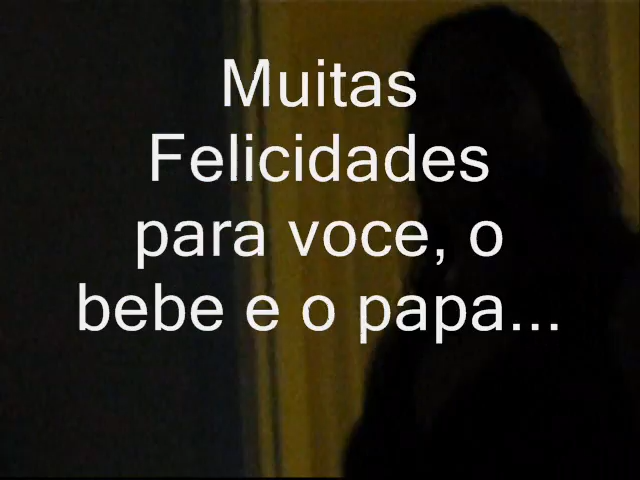 Muitas
Felicidades
para voce, o
bebe e o papa...